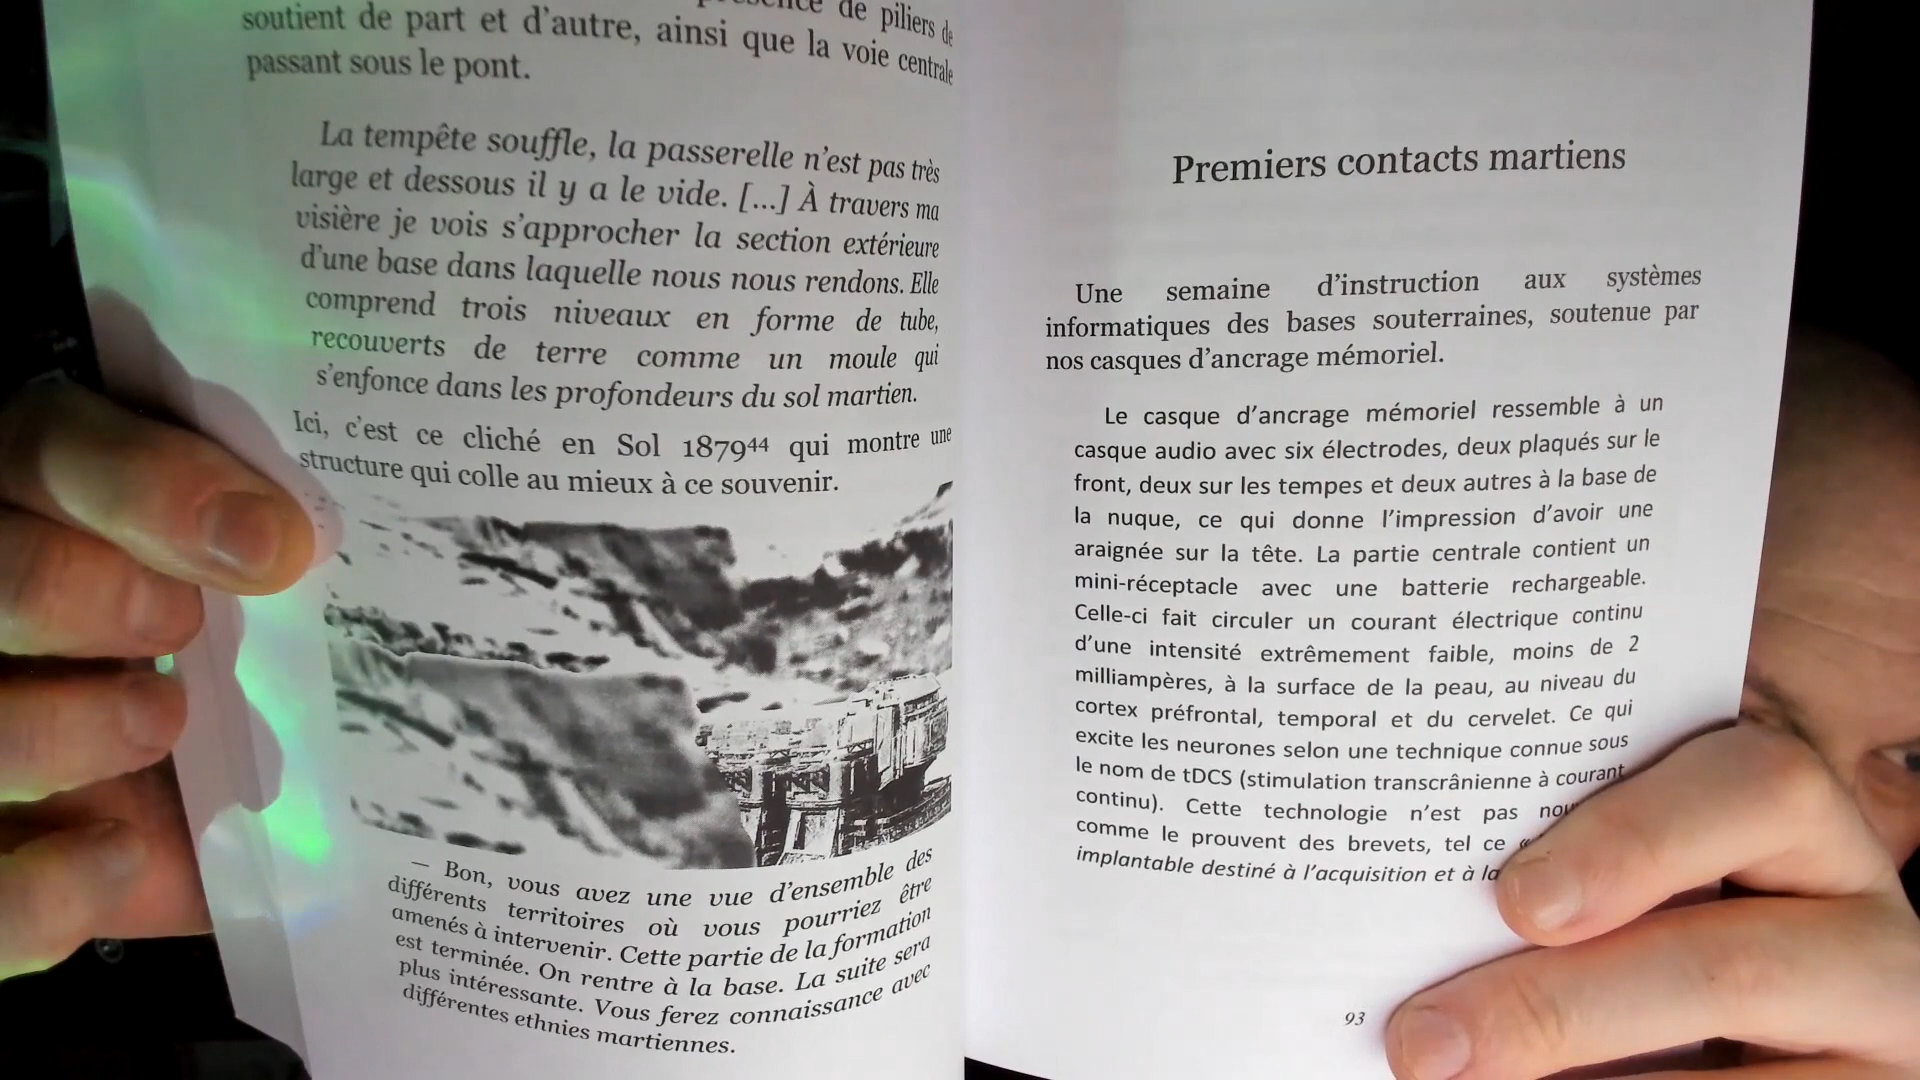 de piliers de
soutient de part et d'autre, ainsi que la voie centrale
passant sous le pont.
La tempête souffle, la passerelle n'est pas très
large et dessous il y a le vide. [...] À travers ma
visière je vois s'approcher la section extérieure
d'une base dans laquelle nous nous rendons. Elle
comprend trois niveaux en forme de tube,
recouverts de terre comme un moule qui
s'enfonce dans les profondeurs du sol martien.
Ici, c'est ce cliché en Sol 1879⁴⁴ qui montre une
structure qui colle au mieux à ce souvenir.
— Bon, vous avez une vue d'ensemble des
différents territoires où vous pourriez être
amenés à intervenir. Cette partie de la formation
est terminée. On rentre à la base. La suite sera
plus intéressante. Vous ferez connaissance avec
différentes ethnies martiennes.
Premiers contacts martiens
Une semaine d'instruction aux systèmes
informatiques des bases souterraines, soutenue par
nos casques d'ancrage mémoriel.
Le casque d'ancrage mémoriel ressemble à un
casque audio avec six électrodes, deux plaqués sur le
front, deux sur les tempes et deux autres à la base de
la nuque, ce qui donne l'impression d'avoir une
araignée sur la tête. La partie centrale contient un
mini-réceptacle avec une batterie rechargeable.
Celle-ci fait circuler un courant électrique continu
d'une intensité extrêmement faible, moins de 2
milliampères, à la surface de la peau, au niveau du
cortex préfrontal, temporal et du cervelet. Ce qui
excite les neurones selon une technique connue sous
le nom de tDCS (stimulation transcrânienne à courant
continu). Cette technologie n'est pas
comme le prouvent des brevets, tel ce «
implantable destiné à l'acquisition et à la
93